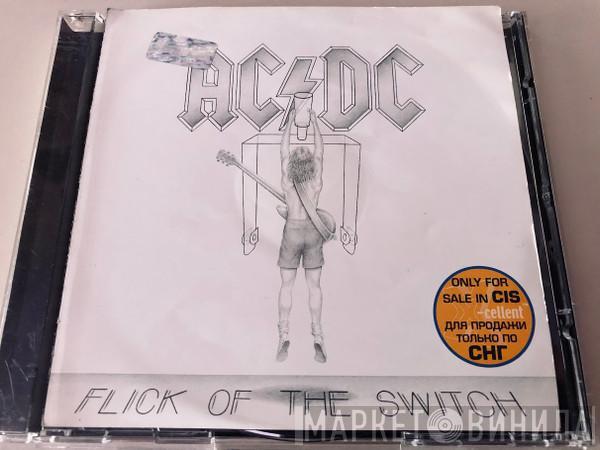 AC/DC
ONLY FOR
SALE IN CIS
-cellent
ДЛЯ ПРОДАЖИ
ТОЛЬКО ПО
СНГ
FLICK OF THE SWITCH
МАРКЕТ ВИНИЛА